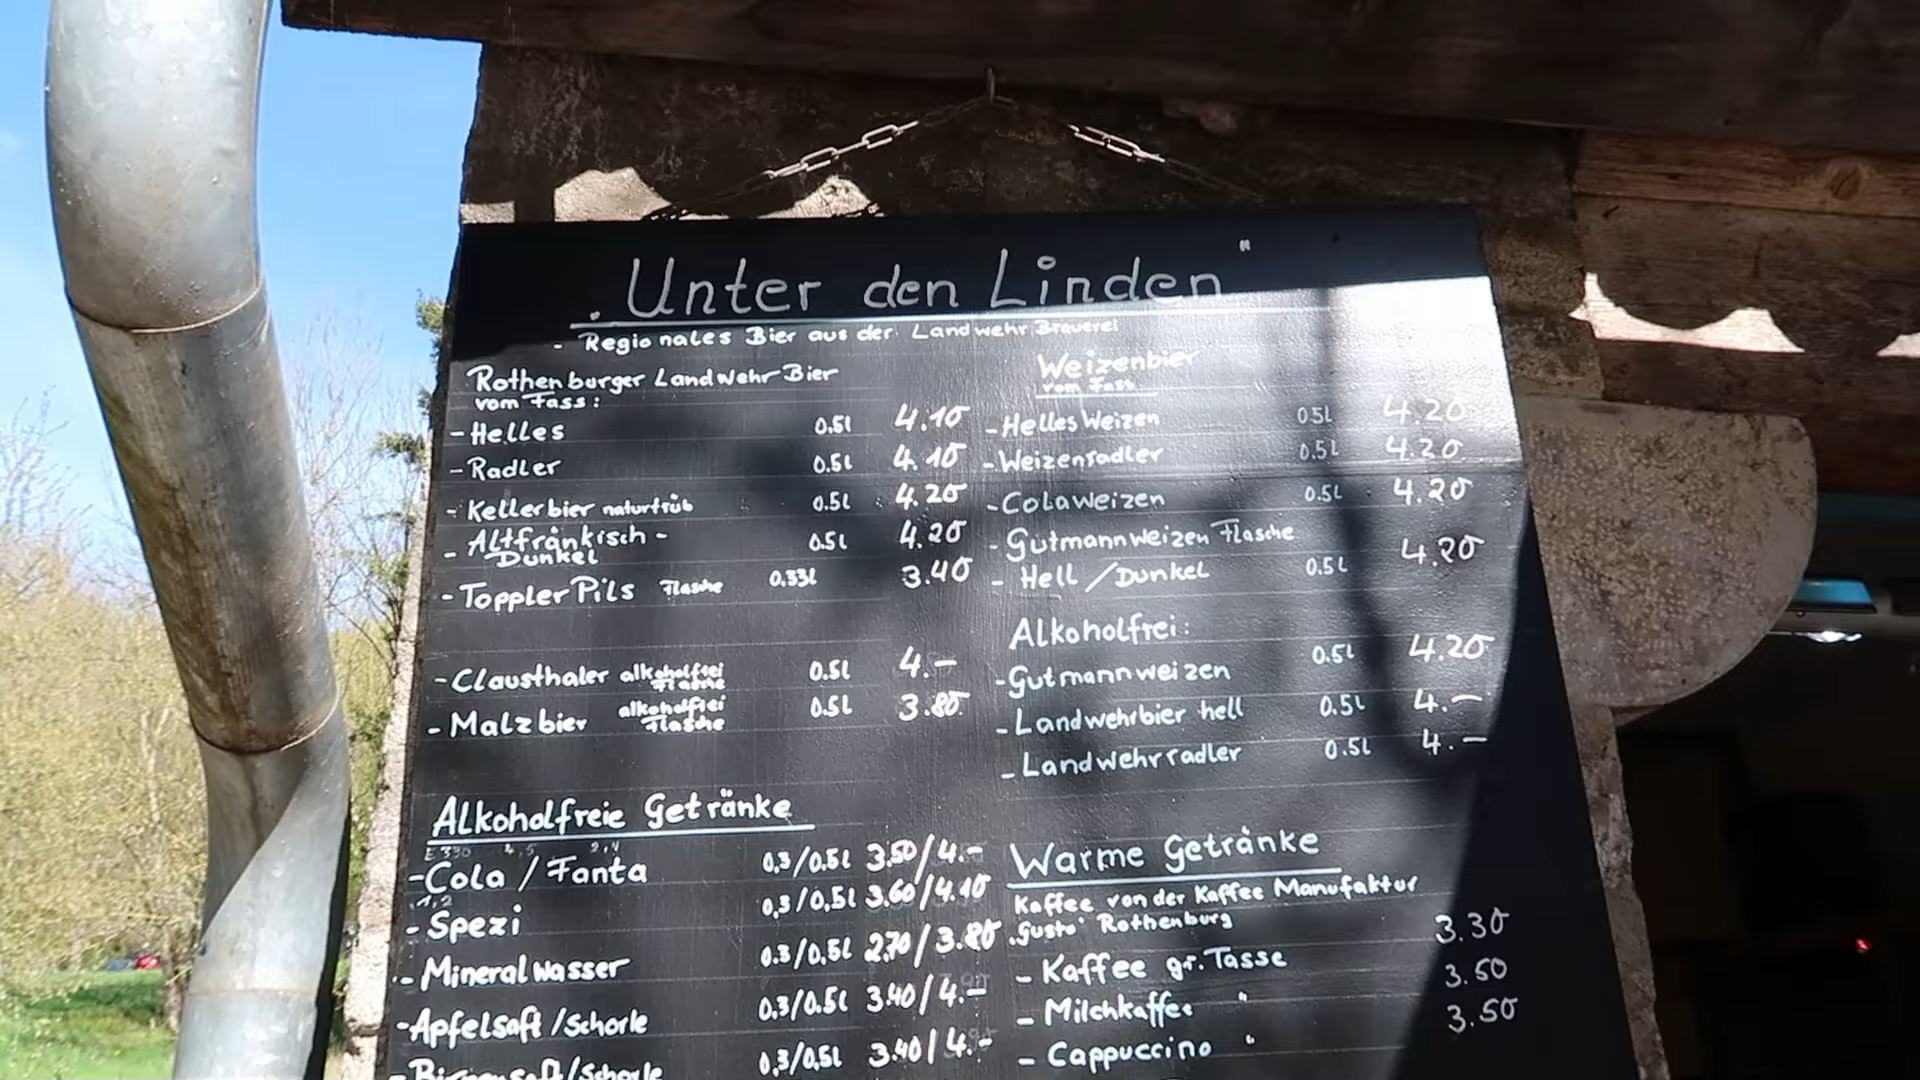 „Unter den Linden"
- Regionales Bier aus der Landwehr Brauerei
Rothenburger Landwehr Bier
vom Fass:
- Helles 0.5l 4.10
- Radler 0.5l 4.10
- Kellerbier naturtrüb 0.5l 4.20
- Altfränkisch-
Dunkel 0.5l 4.20
- Toppler Pils Flasche 0.33l 3.40
- Clausthaler alkoholfrei
Flasche 0.5l 4.-
- Malzbier alkoholfrei
Flasche 0.5l 3.80
Weizenbier
vom Fass
- Helles Weizen 0.5l 4.20
- Weizenradler 0.5l 4.20
- Colaweizen 0.5l 4.20
- Gutmannweizen Flasche
- Hell / Dunkel 0.5l 4.20
Alkoholfrei:
- Gutmannweizen 0.5l 4.20
- Landwehrbier hell 0.5l 4.-
- Landwehrradler 0.5l 4.-
Alkoholfreie Getränke
- Cola / Fanta 0,3/0,5l 3.50/4.-
- Spezi 0,3/0,5l 3.60/4.10
- Mineralwasser 0.3/0,5l 2.70/3.80
- Apfelsaft /Schorle 0.3/0.5l 3.40/4.-
0,3/0,5l 3.40/4.-
Warme Getränke
Kaffee von der Kaffee Manufaktur
„Gusto" Rothenburg
- Kaffee gr. Tasse 3.30
- Milchkaffee " 3.50
- Cappuccino " 3.50